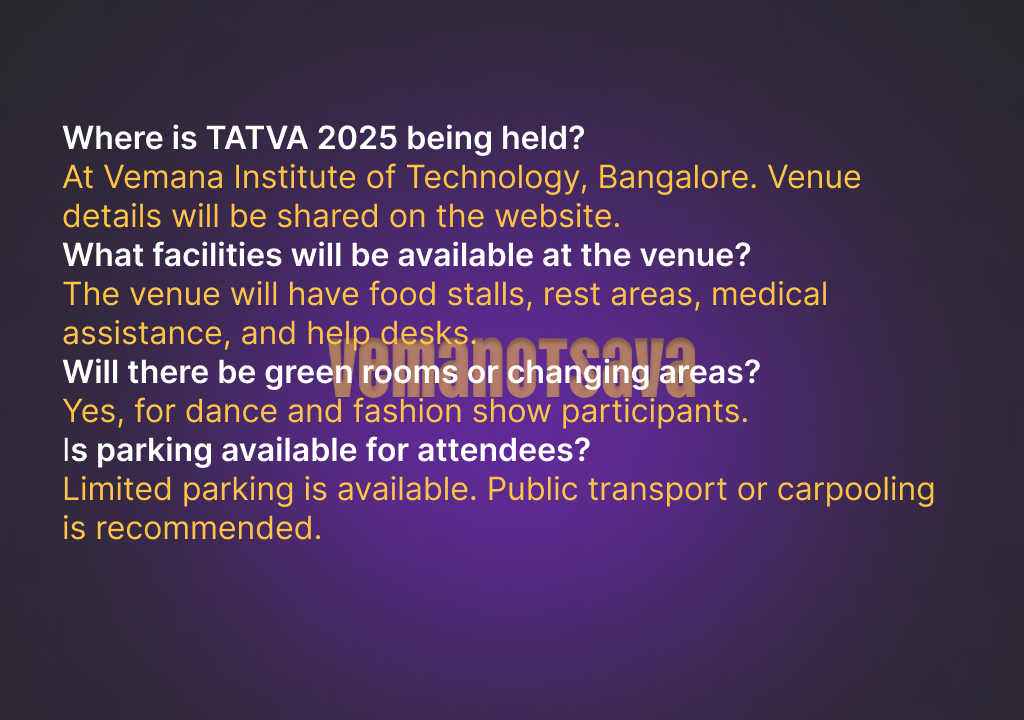 Where is TATVA 2025 being held?
At Vemana Institute of Technology, Bangalore. Venue
details will be shared on the website.
What facilities will be available at the venue?
The venue will have food stalls, rest areas, medical
assistance, and help desks.
vemanoтsava
Will there be green rooms or changing areas?
Yes, for dance and fashion show participants.
Is parking available for attendees?
Limited parking is available. Public transport or carpooling
is recommended.